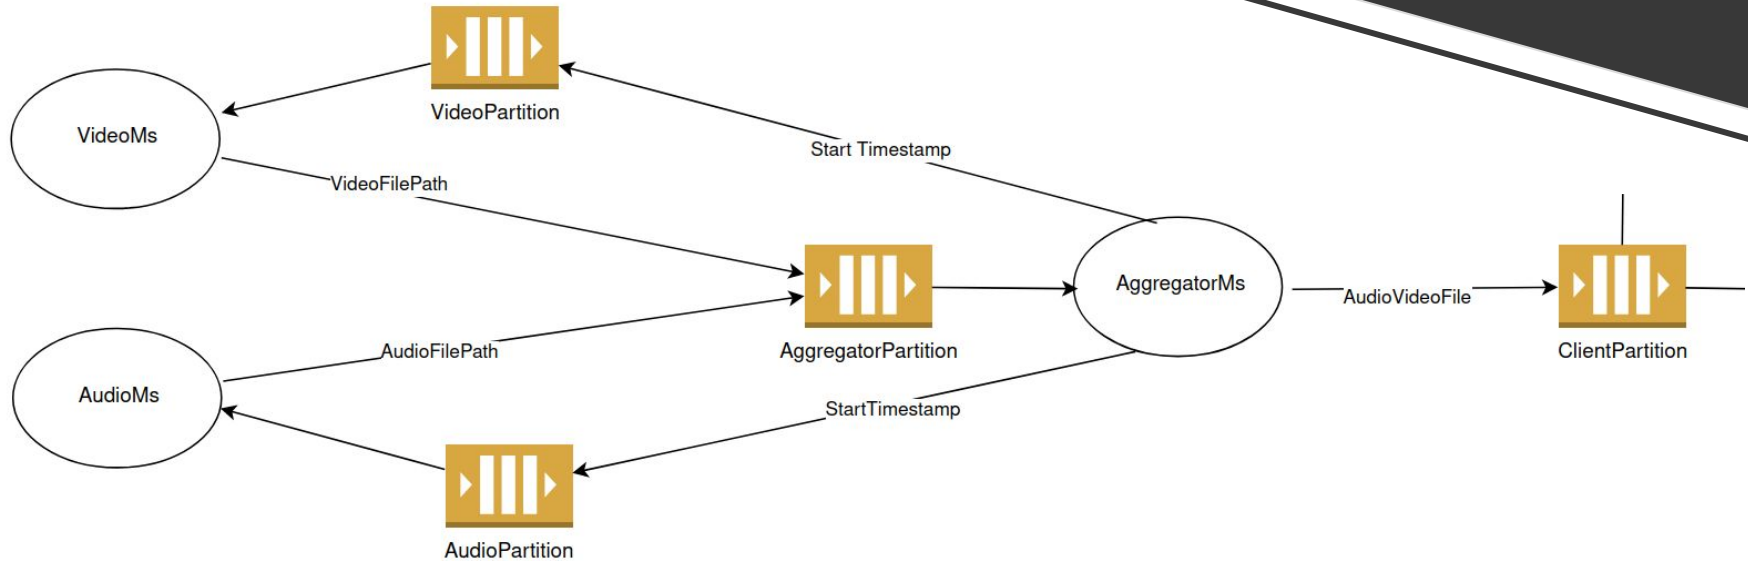 VideoPartition
VideoMs
Start Timestamp
VideoFilePath
AggregatorMs
AudioVideoFile
AggregatorPartition
ClientPartition
AudioFilePath
AudioMs
StartTimestamp
AudioPartition